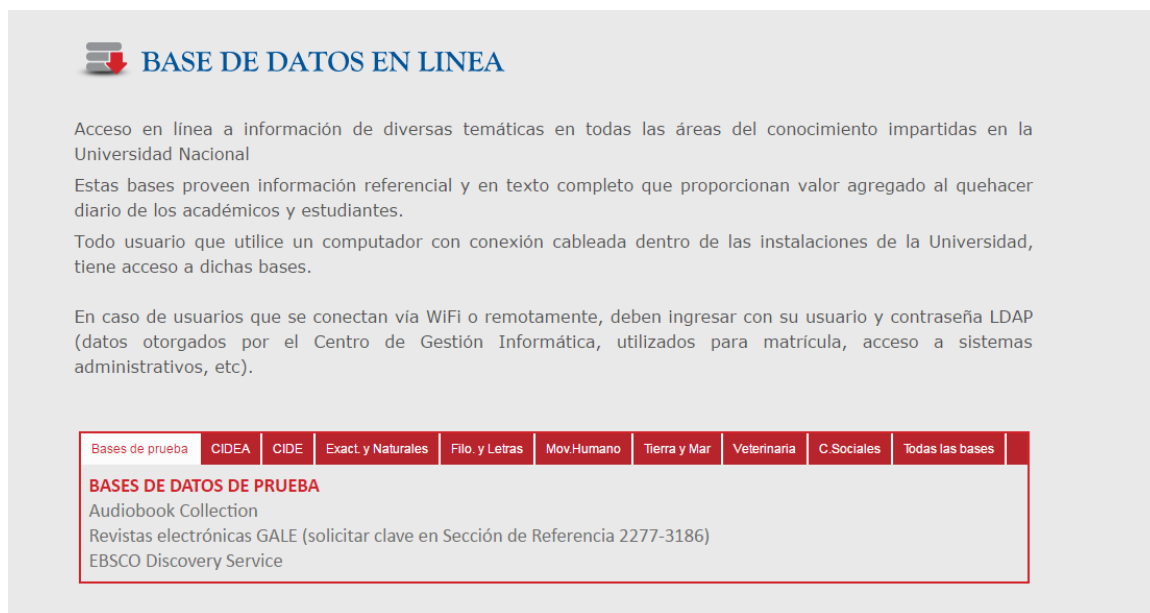 BASE DE DATOS EN LINEA
Acceso en línea a información de diversas temáticas en todas las áreas del conocimiento impartidas en la
Universidad Nacional
Estas bases proveen información referencial y en texto completo que proporcionan valor agregado al quehacer
diario de los académicos y estudiantes.
Todo usuario que utilice un computador con conexión cableada dentro de las instalaciones de la Universidad,
tiene acceso a dichas bases.
En caso de usuarios que se conectan vía WiFi o remotamente, deben ingresar con su usuario y contraseña LDAP
(datos otorgados por el Centro de Gestión Informática, utilizados para matrícula, acceso a sistemas
administrativos, etc).
Bases de prueba CIDEA CIDE Exact. y Naturales Filo. y Letras Mov.Humano Tierra y Mar Veterinaria C.Sociales Todas las bases
BASES DE DATOS DE PRUEBA
Audiobook Collection
Revistas electrónicas GALE (solicitar clave en Sección de Referencia 2277-3186)
EBSCO Discovery Service